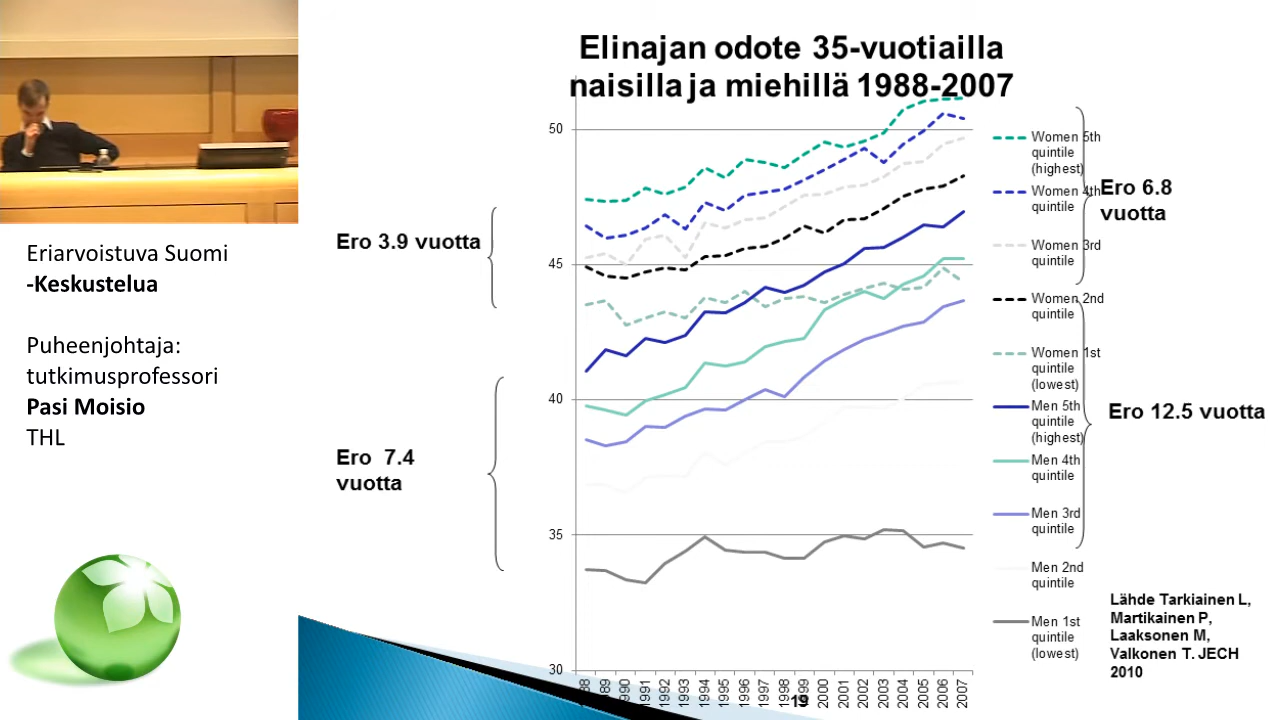 Elinajan odote 35-vuotiailla
naisilla ja miehillä 1988-2007
Eriarvoistuva Suomi
-Keskustelua
Puheenjohtaja:
tutkimusprofessori
Pasi Moisio
THL
Ero 3.9 vuotta
Ero 7.4
vuotta
50
45
40
35
30
88
89
990
1991
1992
1993
1994
1995
1996
1997
1998
1999
2000
2001
2002
2003
2004
2005
2006
2007
19
Women 5th
quintile
(highest)
Women 4th
quintile
Women 3rd
quintile
Women 2nd
quintile
Women 1st
quintile
(lowest)
Men 5th
quintile
(highest)
Men 4th
quintile
Men 3rd
quintile
Men 2nd
quintile
Men 1st
quintile
(lowest)
Ero 6.8
vuotta
Ero 12.5 vuotta
Lähde Tarkiainen L,
Martikainen P,
Laaksonen M,
Valkonen T. JECH
2010